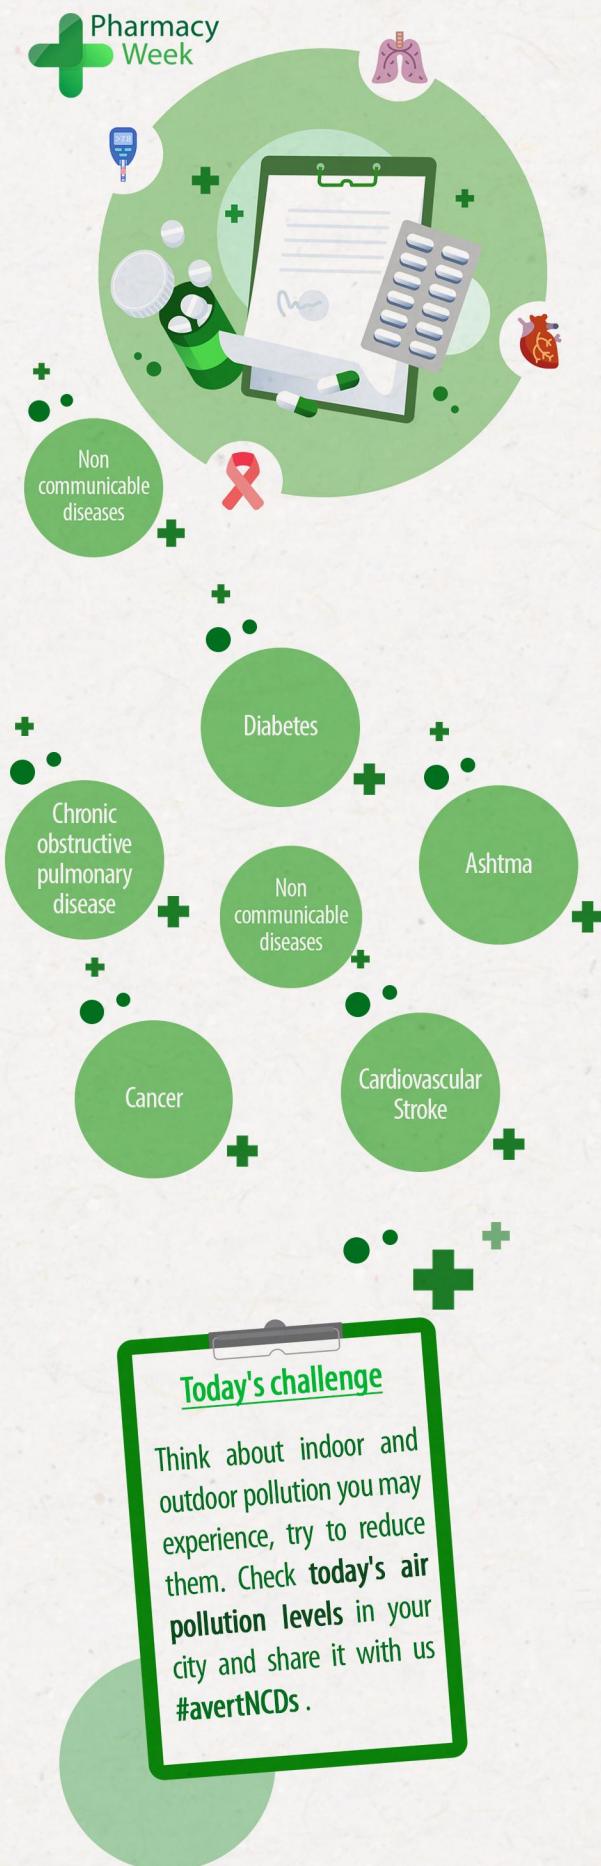 Pharmacy
Week
Non
communicable
diseases
Diabetes
Chronic
obstructive
pulmonary
disease
Ashtma
Non
communicable
diseases
Cancer
Cardiovascular
Stroke
Today's challenge
Think about indoor and
outdoor pollution you may
experience, try to reduce
them. Check today's air
pollution levels in your
city and share it with us
#avertNCDs .